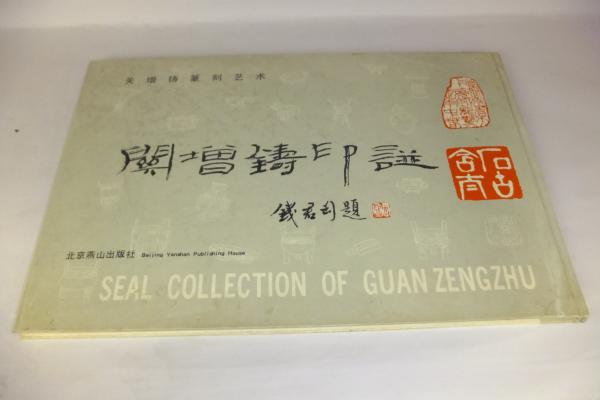 关增铸篆刻艺术
關增鑄印譜
錢君匋題
北京燕山出版社 Beijing Yanshan Publishing House
SEAL COLLECTION OF GUAN ZENGZHU